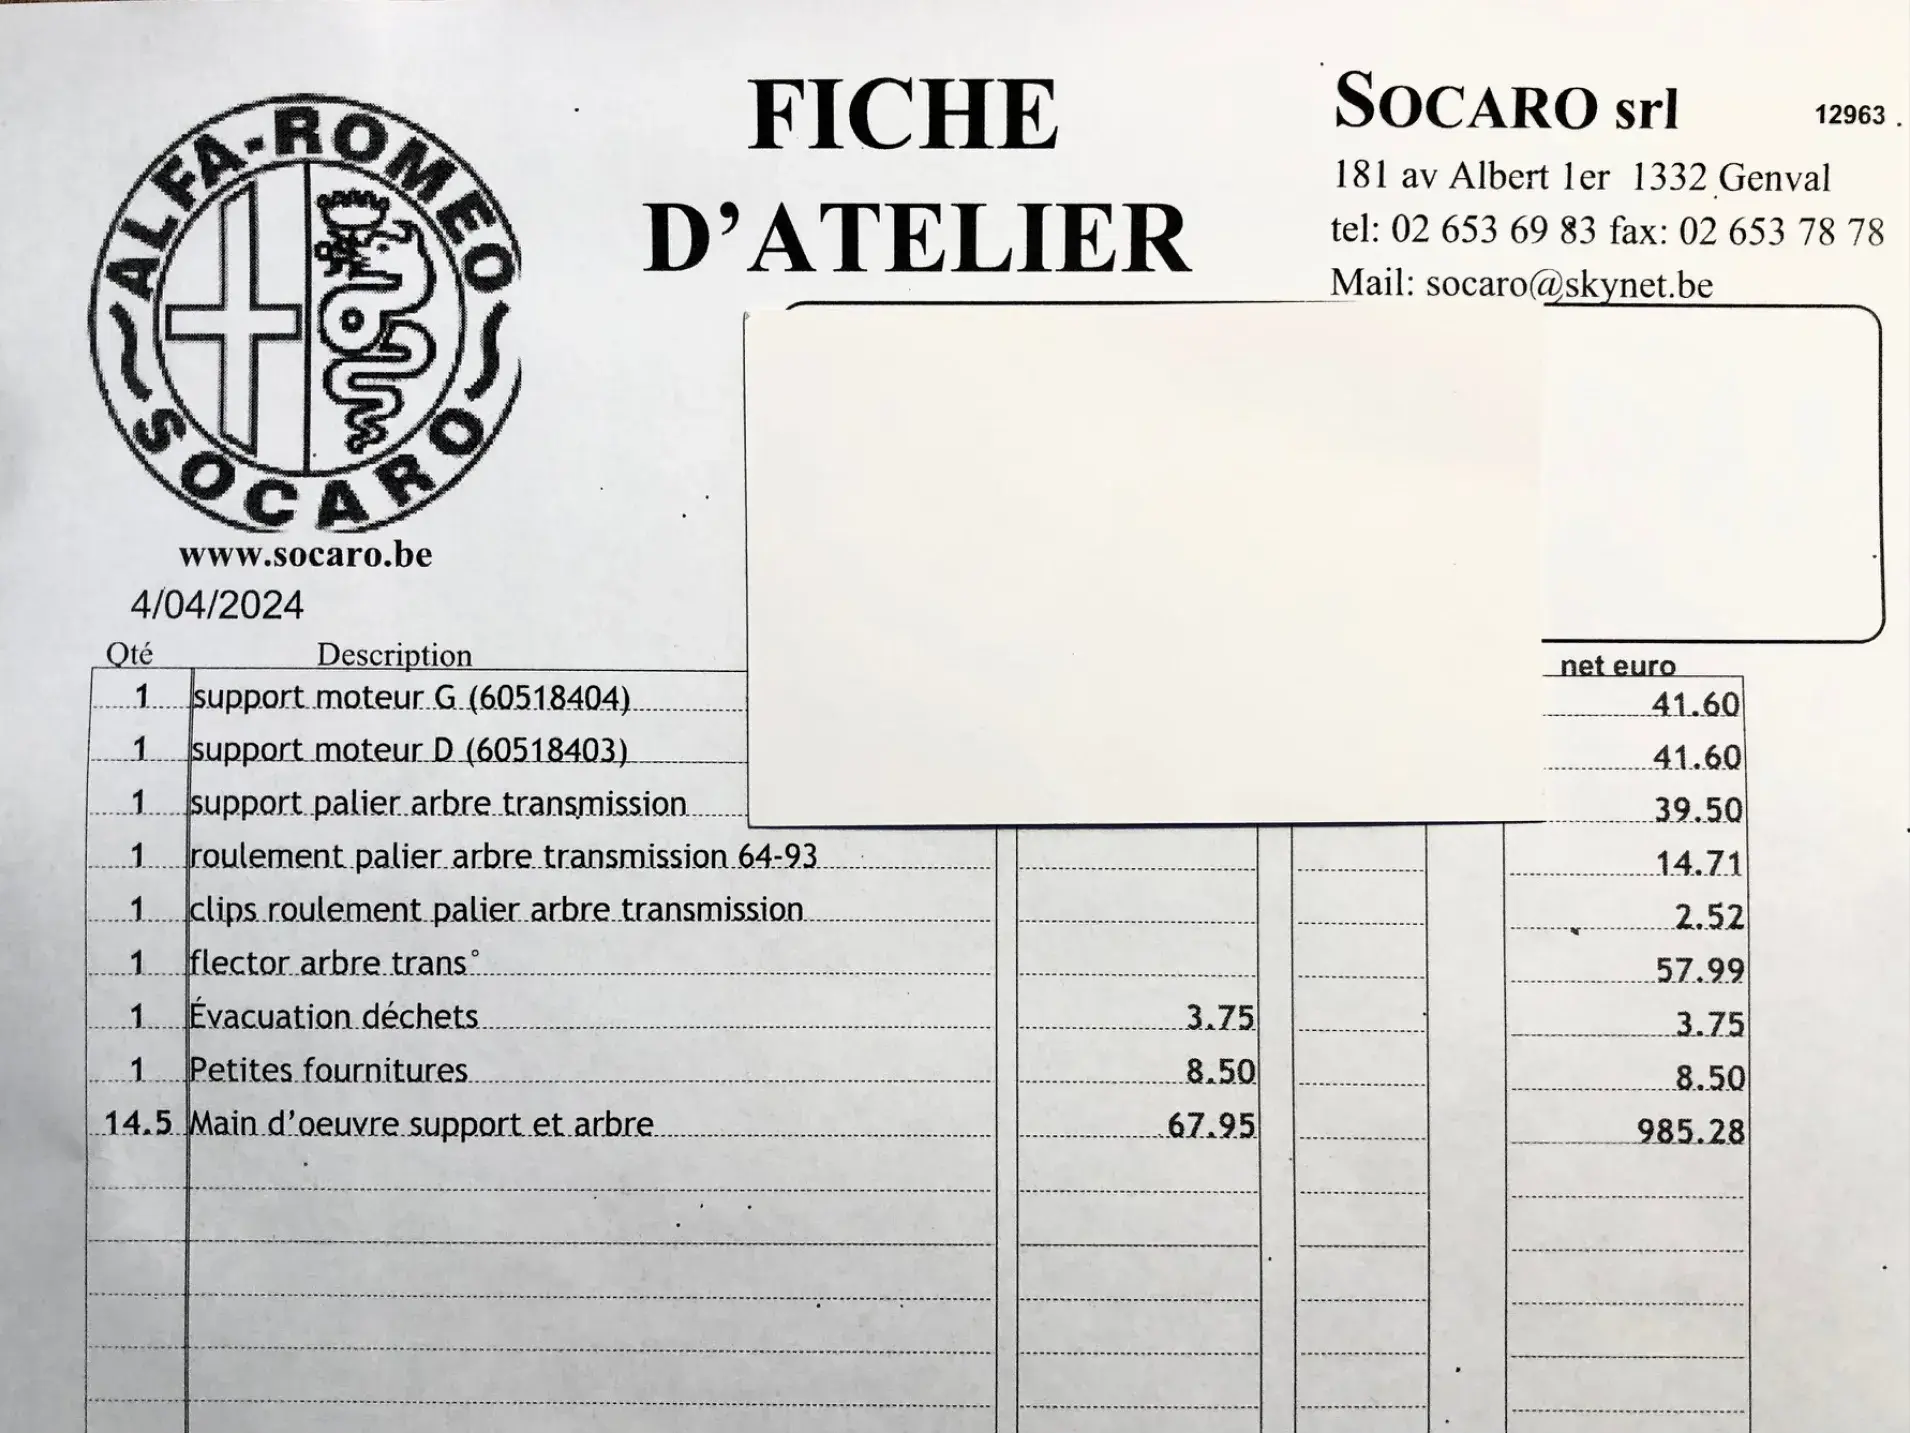 ALFA-ROMEO
SOCARO
www.socaro.be
4/04/2024
FICHE
D’ATELIER
SOCARO srl 12963
181 av Albert 1er 1332 Genval
tel: 02 653 69 83 fax: 02 653 78 78
Mail: socaro@skynet.be
Qté Description net euro
1 support moteur G (60518404) 41.60
1 support moteur D (60518403) 41.60
1 support palier arbre transmission 39.50
1 roulement palier arbre transmission 64-93 14.71
1 clips roulement palier arbre transmission 2.52
1 flector arbre trans° 57.99
1 Évacuation déchets 3.75 3.75
1 Petites fournitures 8.50 8.50
14.5 Main d’oeuvre support et arbre 67.95 985.28